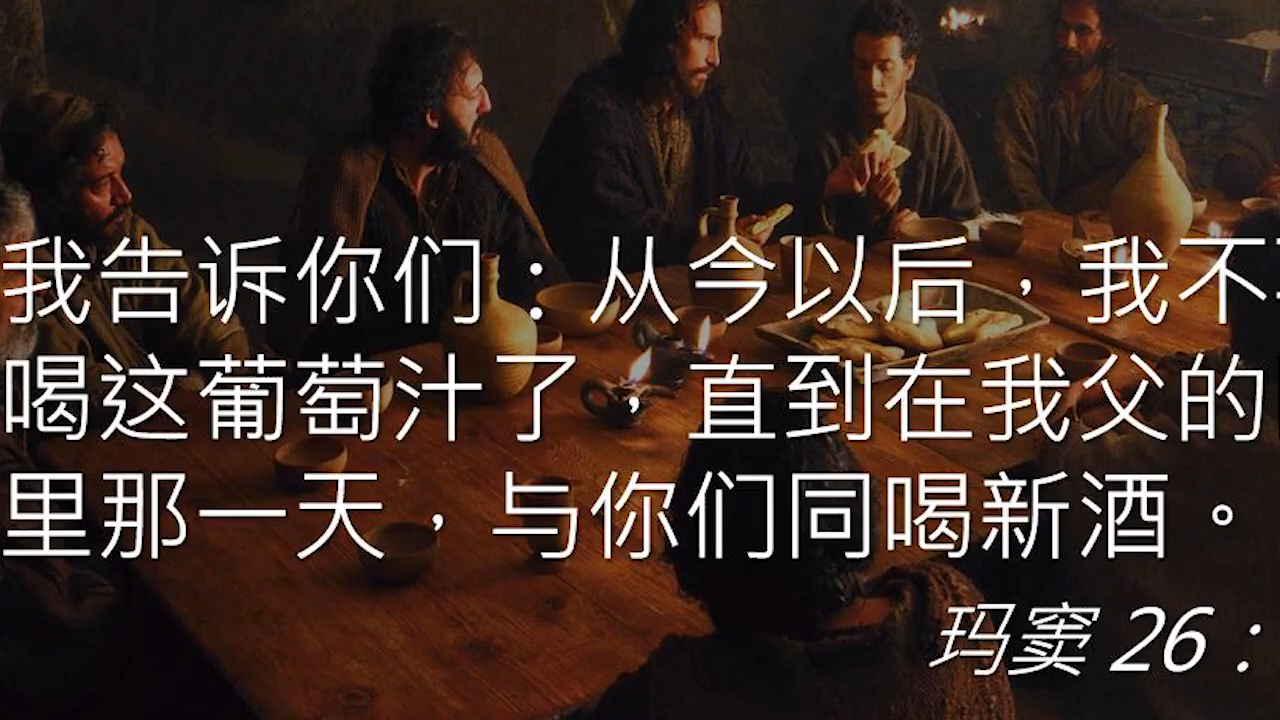 我告诉你们：从今以后，我不
喝这葡萄汁了，直到在我父的
里那一天，与你们同喝新酒。
玛窦 26：